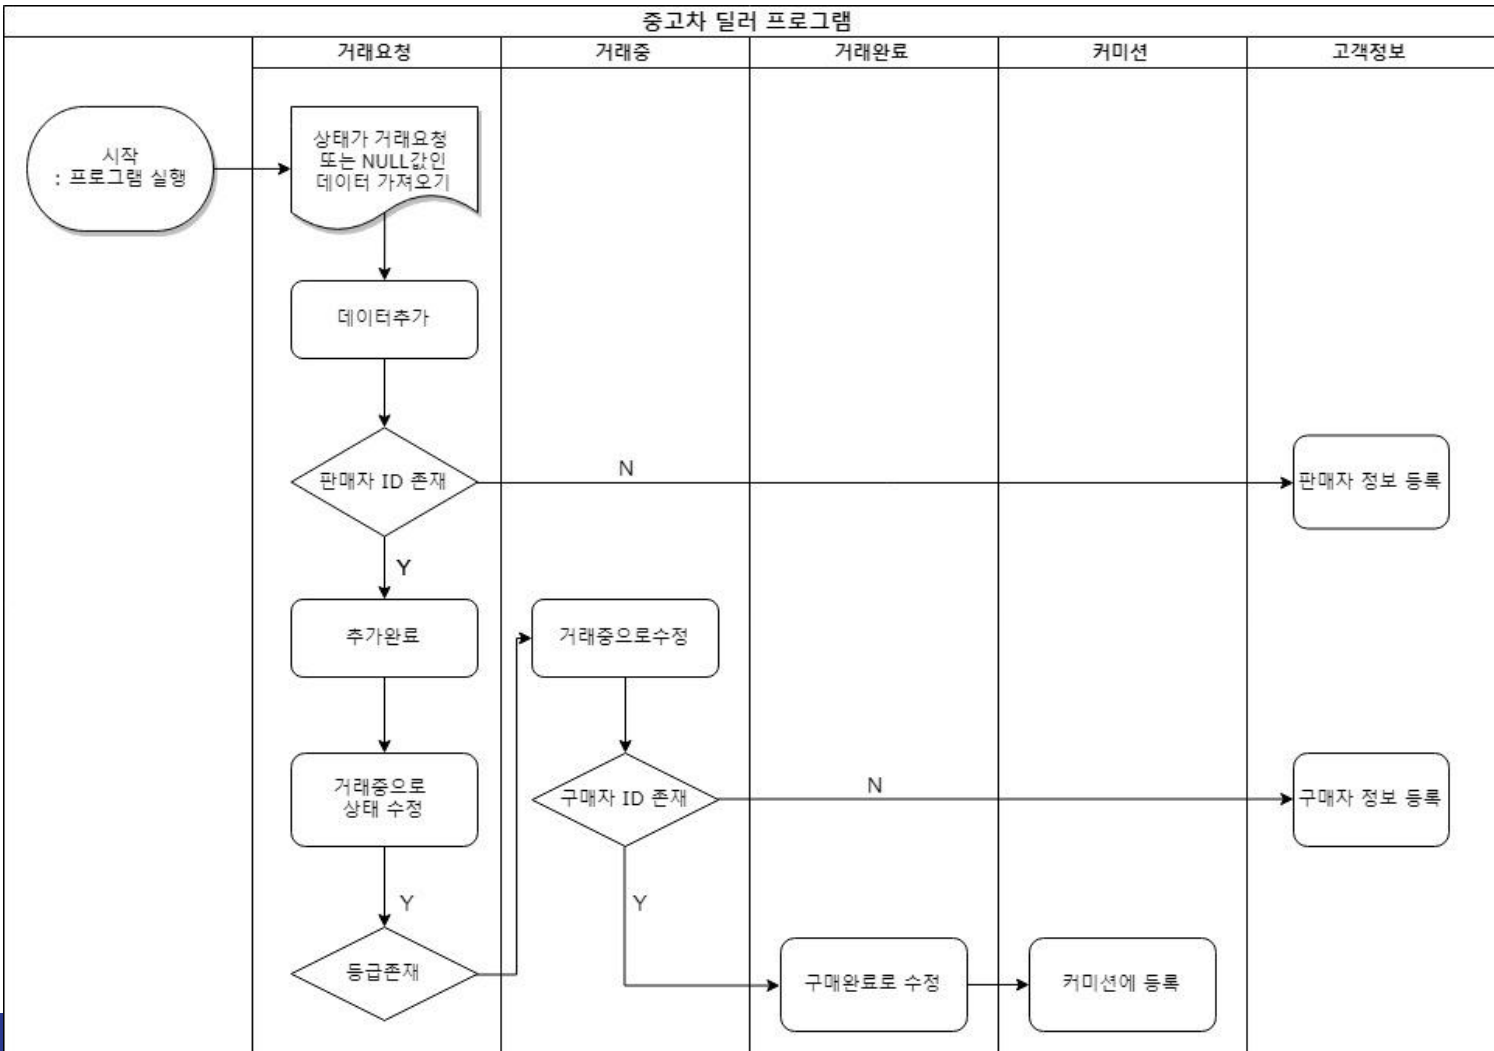 중고차 딜러 프로그램
거래요청
거래중
거래완료
커미션
고객정보
시작
: 프로그램 실행
상태가 거래요청
또는 NULL값인
데이터 가져오기
데이터추가
판매자 ID 존재
N
판매자 정보 등록
Y
추가완료
거래중으로수정
거래중으로
상태 수정
구매자 ID 존재
N
구매자 정보 등록
Y
Y
등급존재
구매완료로 수정
커미션에 등록